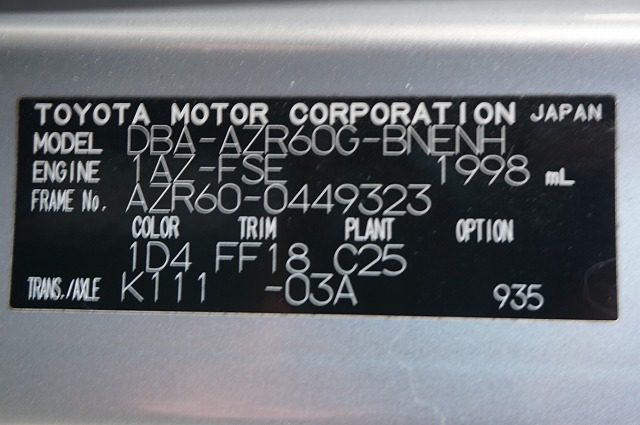 TOYOTA MOTOR CORPORATION JAPAN
MODEL DBA-AZR60G-BNENH
ENGINE 1AZ-FSE 1998 mL
FRAME No. AZR60-0449323
COLOR TRIM PLANT OPTION
1D4 FF18 C25
TRANS./AXLE K111 -03A 935